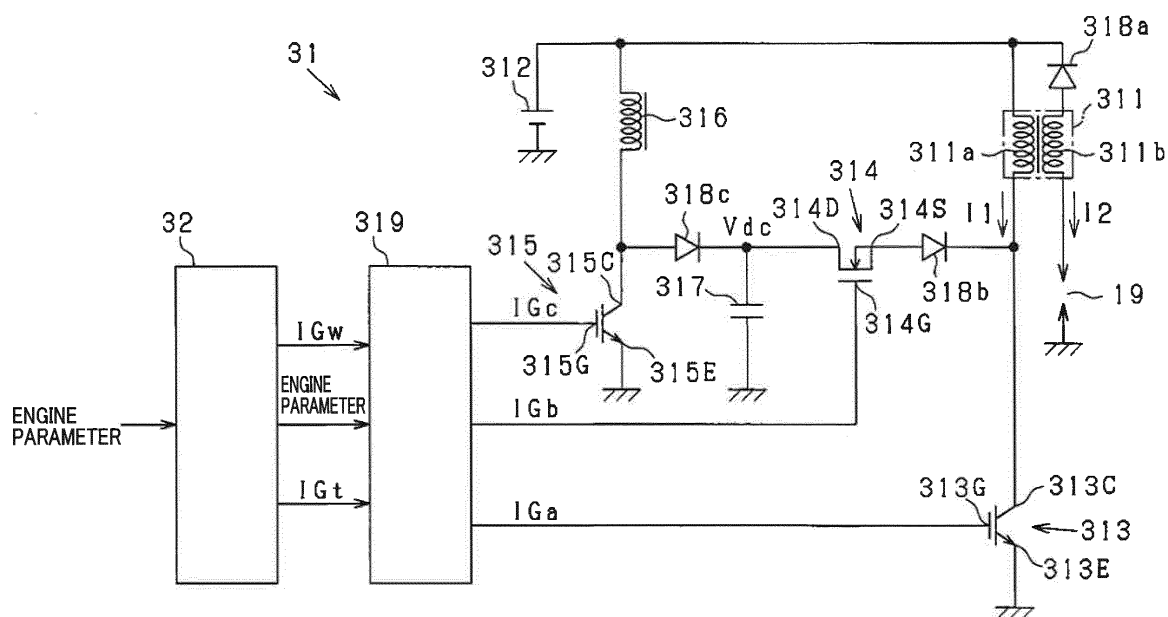 31
312
316
318a
311
311a
311b
32
319
318c
Vdc
314D
314
314S
I1
I2
315
315C
IGc
317
318b
19
314G
IGw
315G
315E
ENGINE
PARAMETER
ENGINE
PARAMETER
IGb
IGt
IGa
313G
313C
313
313E